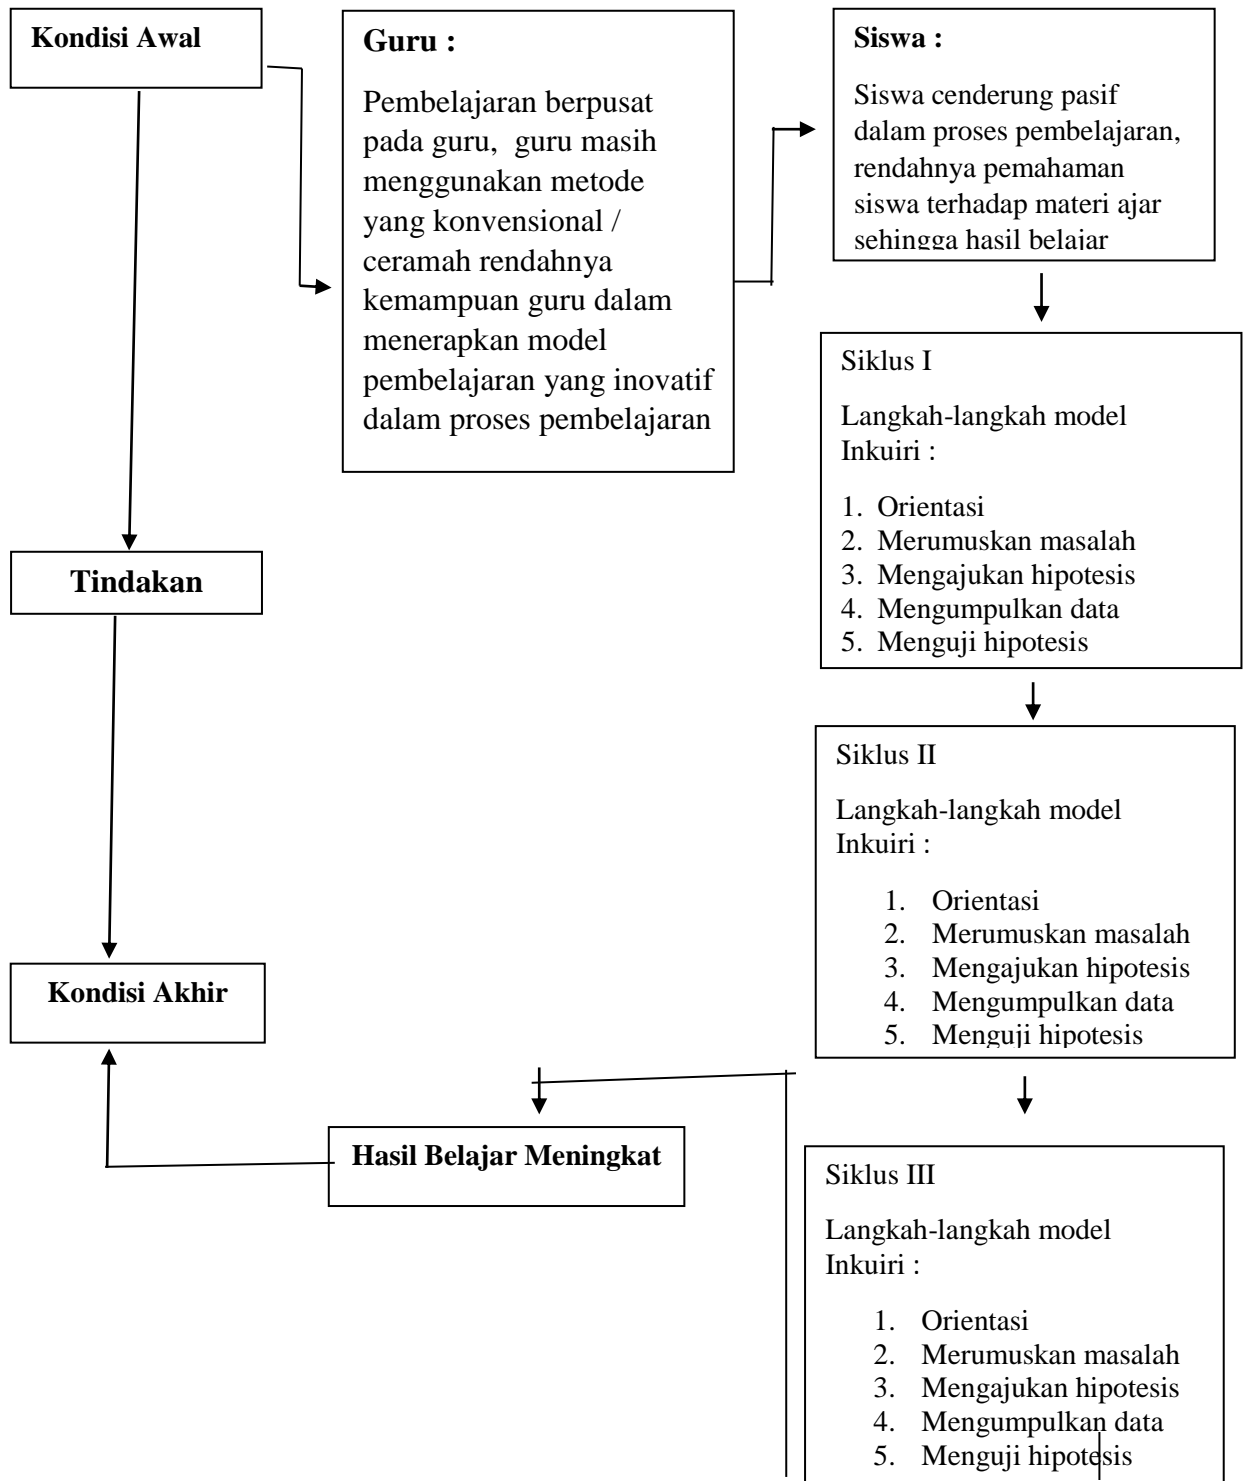 Kondisi Awal
Guru :
Pembelajaran berpusat
pada guru, guru masih
menggunakan metode
yang konvensional /
ceramah rendahnya
kemampuan guru dalam
menerapkan model
pembelajaran yang inovatif
dalam proses pembelajaran
Siswa :
Siswa cenderung pasif
dalam proses pembelajaran,
rendahnya pemahaman
siswa terhadap materi ajar
sehingga hasil belajar
Siklus I
Langkah-langkah model
Inkuiri :
1. Orientasi
2. Merumuskan masalah
3. Mengajukan hipotesis
4. Mengumpulkan data
5. Menguji hipotesis
Tindakan
Siklus II
Langkah-langkah model
Inkuiri :
1. Orientasi
2. Merumuskan masalah
3. Mengajukan hipotesis
4. Mengumpulkan data
5. Menguji hipotesis
Kondisi Akhir
Hasil Belajar Meningkat
Siklus III
Langkah-langkah model
Inkuiri :
1. Orientasi
2. Merumuskan masalah
3. Mengajukan hipotesis
4. Mengumpulkan data
5. Menguji hipotesis